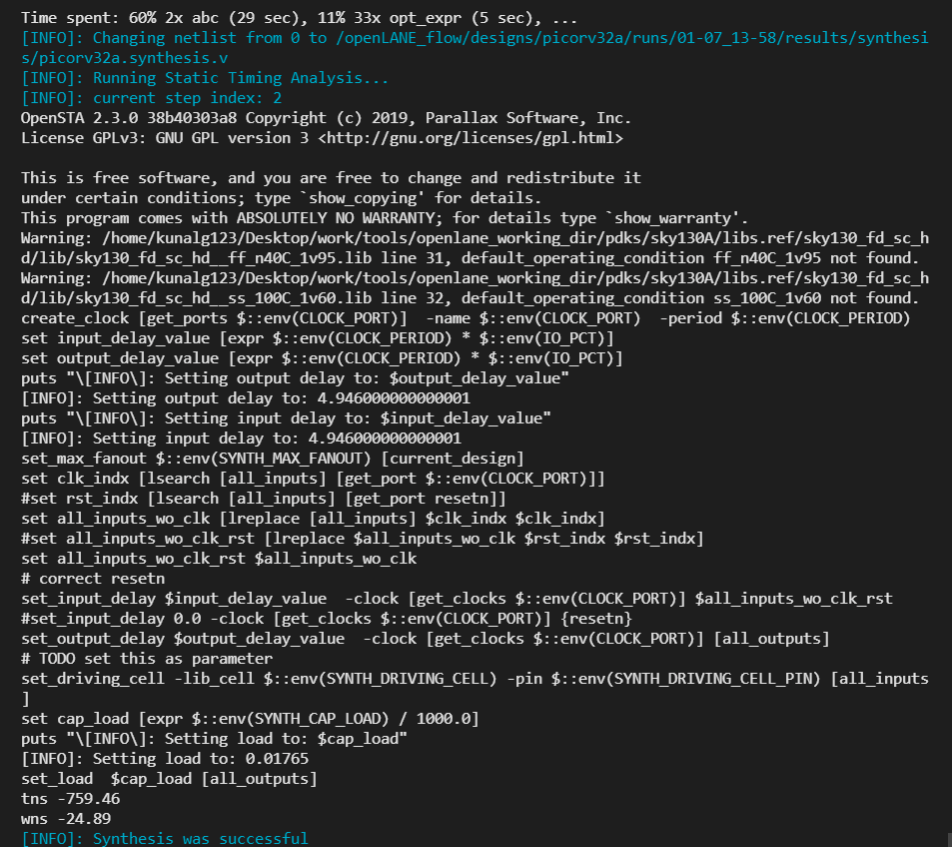 Time spent: 60% 2x abc (29 sec), 11% 33x opt_expr (5 sec), ...
[INFO]: Changing netlist from 0 to /openLANE_flow/designs/picorv32a/runs/01-07_13-58/results/synthesi
s/picorv32a.synthesis.v
[INFO]: Running Static Timing Analysis...
[INFO]: current step index: 2
OpenSTA 2.3.0 38b40303a8 Copyright (c) 2019, Parallax Software, Inc.
License GPLv3: GNU GPL version 3 <http://gnu.org/licenses/gpl.html>

This is free software, and you are free to change and redistribute it
under certain conditions; type `show_copying' for details.
This program comes with ABSOLUTELY NO WARRANTY; for details type `show_warranty'.
Warning: /home/kunalg123/Desktop/work/tools/openlane_working_dir/pdks/sky130A/libs.ref/sky130_fd_sc_h
d/lib/sky130_fd_sc_hd__ff_n40C_1v95.lib line 31, default_operating_condition ff_n40C_1v95 not found.
Warning: /home/kunalg123/Desktop/work/tools/openlane_working_dir/pdks/sky130A/libs.ref/sky130_fd_sc_h
d/lib/sky130_fd_sc_hd__ss_100C_1v60.lib line 32, default_operating_condition ss_100C_1v60 not found.
create_clock [get_ports $::env(CLOCK_PORT)]  -name $::env(CLOCK_PORT)  -period $::env(CLOCK_PERIOD)
set input_delay_value [expr $::env(CLOCK_PERIOD) * $::env(IO_PCT)]
set output_delay_value [expr $::env(CLOCK_PERIOD) * $::env(IO_PCT)]
puts "\[INFO\]: Setting output delay to: $output_delay_value"
[INFO]: Setting output delay to: 4.946000000000001
puts "\[INFO\]: Setting input delay to: $input_delay_value"
[INFO]: Setting input delay to: 4.946000000000001
set_max_fanout $::env(SYNTH_MAX_FANOUT) [current_design]
set clk_indx [lsearch [all_inputs] [get_port $::env(CLOCK_PORT)]]
#set rst_indx [lsearch [all_inputs] [get_port resetn]]
set all_inputs_wo_clk [lreplace [all_inputs] $clk_indx $clk_indx]
#set all_inputs_wo_clk_rst [lreplace $all_inputs_wo_clk $rst_indx $rst_indx]
set all_inputs_wo_clk_rst $all_inputs_wo_clk
# correct resetn
set_input_delay $input_delay_value  -clock [get_clocks $::env(CLOCK_PORT)] $all_inputs_wo_clk_rst
#set_input_delay 0.0 -clock [get_clocks $::env(CLOCK_PORT)] {resetn}
set_output_delay $output_delay_value  -clock [get_clocks $::env(CLOCK_PORT)] [all_outputs]
# TODO set this as parameter
set_driving_cell -lib_cell $::env(SYNTH_DRIVING_CELL) -pin $::env(SYNTH_DRIVING_CELL_PIN) [all_inputs
]
set cap_load [expr $::env(SYNTH_CAP_LOAD) / 1000.0]
puts "\[INFO\]: Setting load to: $cap_load"
[INFO]: Setting load to: 0.01765
set_load  $cap_load [all_outputs]
tns -759.46
wns -24.89
[INFO]: Synthesis was successful